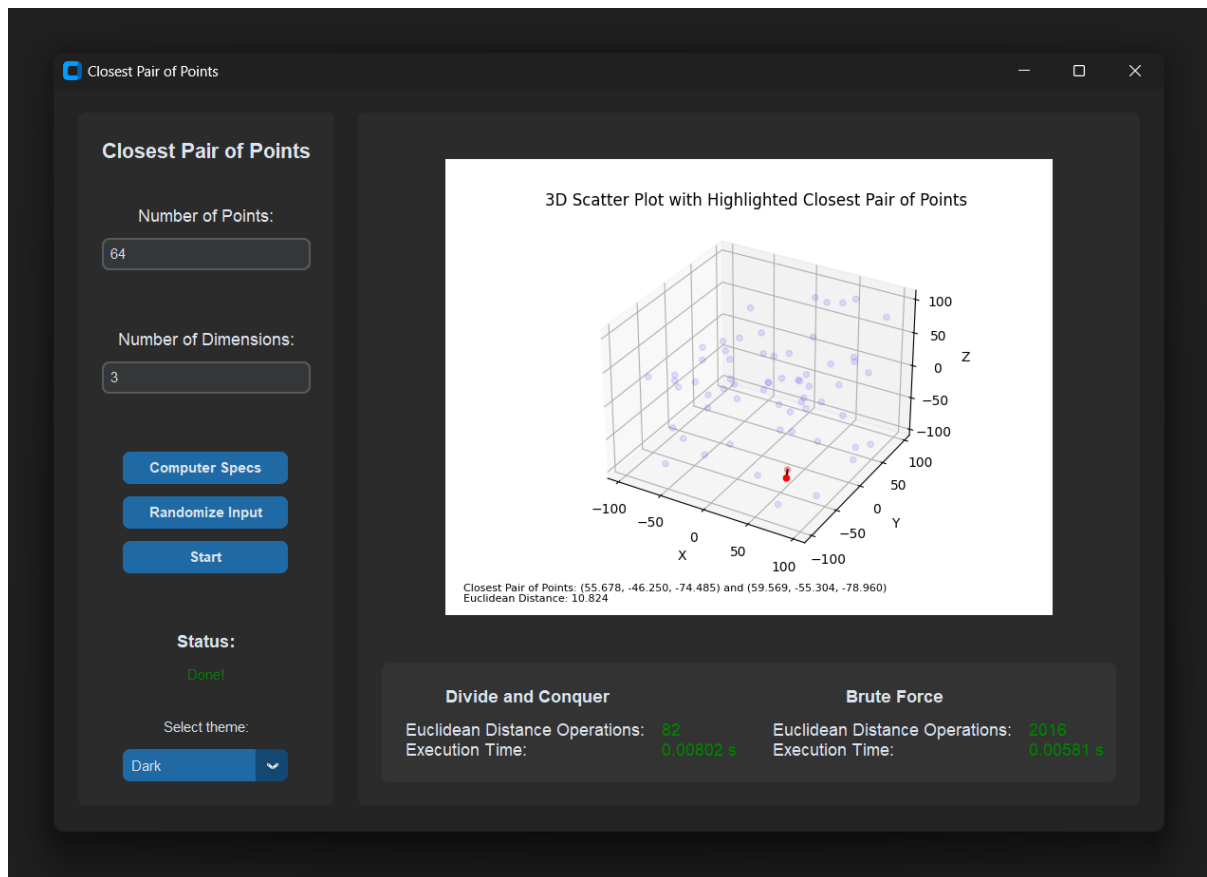 Closest Pair of Points
Closest Pair of Points
Number of Points:
64
Number of Dimensions:
3
Computer Specs
Randomize Input
Start
Status:
Done!
Select theme:
Dark
3D Scatter Plot with Highlighted Closest Pair of Points
100
50
0
−50
−100
Z
100
50
0
−50
−100
Y
−100
−50
0
50
100
X
Closest Pair of Points: (55.678, -46.250, -74.485) and (59.569, -55.304, -78.960)
Euclidean Distance: 10.824
Divide and Conquer
Euclidean Distance Operations: 82
Execution Time: 0.00802 s
Brute Force
Euclidean Distance Operations: 2016
Execution Time: 0.00581 s